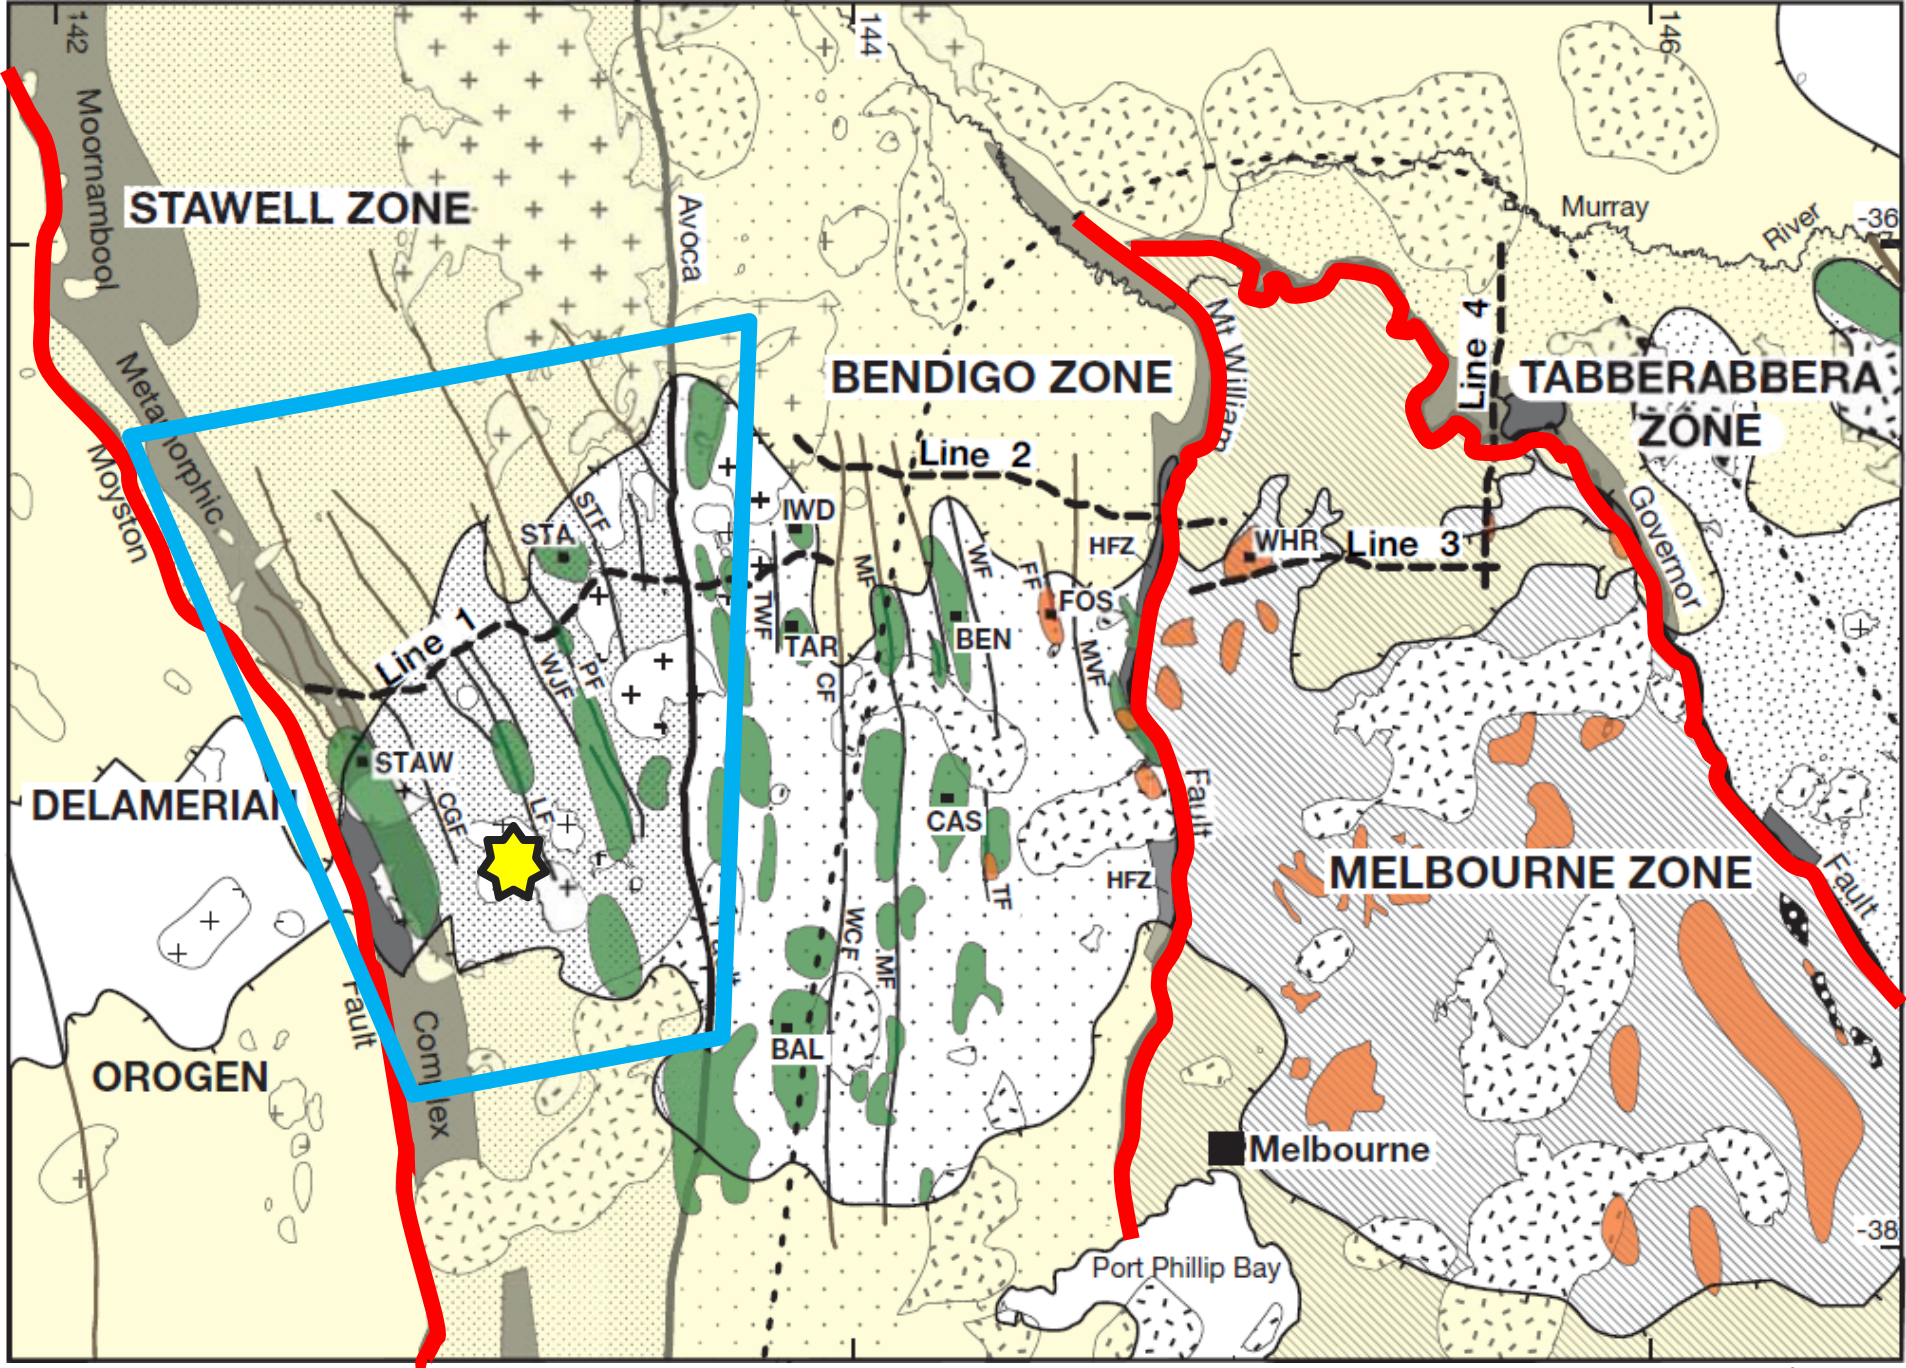 142
144
146
Moornambool
STAWELL ZONE
Avoca
Murray
River
-36
Metamorphic
Mt William
Line 4
BENDIGO ZONE
TABBERABBERA
ZONE
Moyston
Line 2
STF
STA
IWD
MF
WF
HFZ
WHR
Line 3
Governor
FF
FOS
TWF
TAR
BEN
Line 1
WJF
PF
CF
MVF
STAW
CGF
LF
CAS
Fault
DELAMERIAN
MELBOURNE ZONE
TF
HFZ
Fault
WCF
MF
Fault
Complex
BAL
OROGEN
Melbourne
-38
Port Phillip Bay